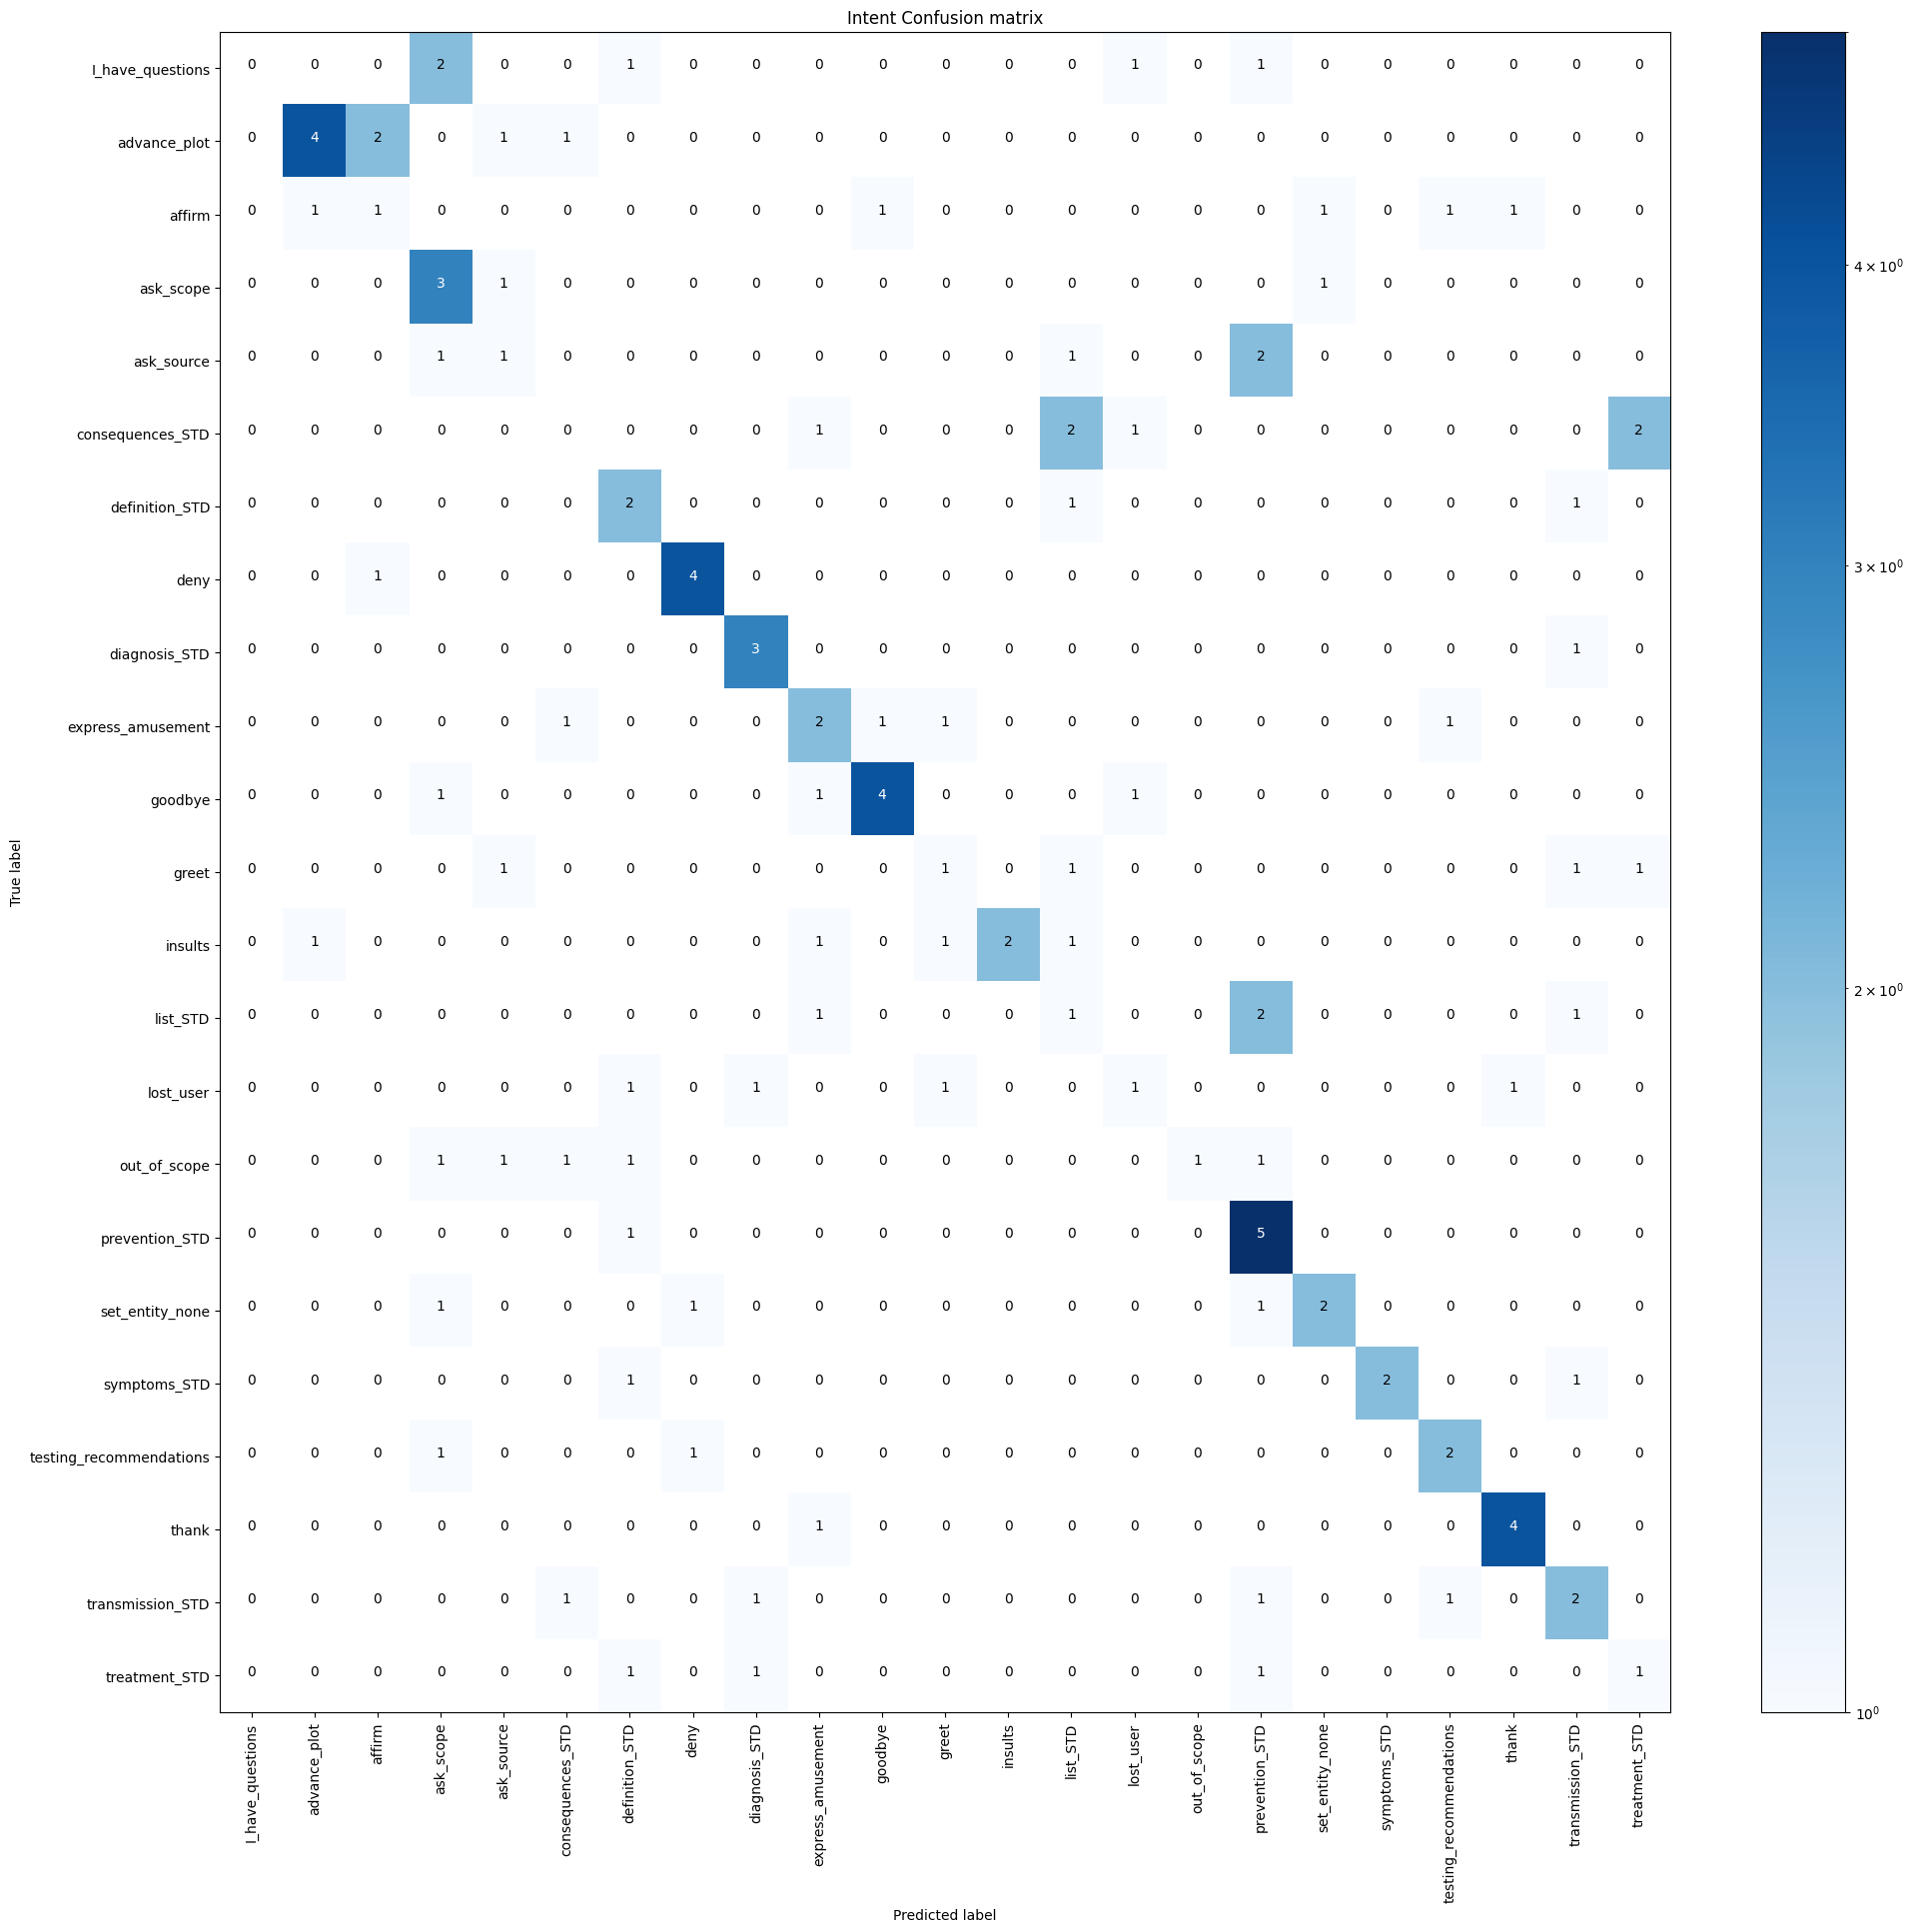 Intent Confusion matrix
I_have_questions 0 0 0 2 0 0 1 0 0 0 0 0 0 0 1 0 1 0 0 0 0 0 0
advance_plot 0 4 2 0 1 1 0 0 0 0 0 0 0 0 0 0 0 0 0 0 0 0 0
affirm 0 1 1 0 0 0 0 0 0 0 1 0 0 0 0 0 0 1 0 1 1 0 0
ask_scope 0 0 0 3 1 0 0 0 0 0 0 0 0 0 0 0 0 1 0 0 0 0 0
ask_source 0 0 0 1 1 0 0 0 0 0 0 0 0 1 0 0 2 0 0 0 0 0 0
consequences_STD 0 0 0 0 0 0 0 0 0 1 0 0 0 2 1 0 0 0 0 0 0 0 2
definition_STD 0 0 0 0 0 0 2 0 0 0 0 0 0 1 0 0 0 0 0 0 0 1 0
deny 0 0 1 0 0 0 0 4 0 0 0 0 0 0 0 0 0 0 0 0 0 0 0
diagnosis_STD 0 0 0 0 0 0 0 0 3 0 0 0 0 0 0 0 0 0 0 0 0 1 0
express_amusement 0 0 0 0 0 1 0 0 0 2 1 1 0 0 0 0 0 0 0 1 0 0 0
goodbye 0 0 0 1 0 0 0 0 0 1 4 0 0 0 1 0 0 0 0 0 0 0 0
greet 0 0 0 0 1 0 0 0 0 0 0 1 0 1 0 0 0 0 0 0 0 1 1
insults 0 1 0 0 0 0 0 0 0 1 0 1 2 1 0 0 0 0 0 0 0 0 0
list_STD 0 0 0 0 0 0 0 0 0 1 0 0 0 1 0 0 2 0 0 0 0 1 0
lost_user 0 0 0 0 0 0 1 0 1 0 0 1 0 0 1 0 0 0 0 0 1 0 0
out_of_scope 0 0 0 1 1 1 1 0 0 0 0 0 0 0 0 1 1 0 0 0 0 0 0
prevention_STD 0 0 0 0 0 0 1 0 0 0 0 0 0 0 0 0 5 0 0 0 0 0 0
set_entity_none 0 0 0 1 0 0 0 1 0 0 0 0 0 0 0 0 1 2 0 0 0 0 0
symptoms_STD 0 0 0 0 0 0 1 0 0 0 0 0 0 0 0 0 0 0 2 0 0 1 0
testing_recommendations 0 0 0 1 0 0 0 1 0 0 0 0 0 0 0 0 0 0 0 2 0 0 0
thank 0 0 0 0 0 0 0 0 0 1 0 0 0 0 0 0 0 0 0 0 4 0 0
transmission_STD 0 0 0 0 0 1 0 0 1 0 0 0 0 0 0 0 1 0 0 1 0 2 0
treatment_STD 0 0 0 0 0 0 1 0 1 0 0 0 0 0 0 0 1 0 0 0 0 0 1
True label
I_have_questions
advance_plot
affirm
ask_scope
ask_source
consequences_STD
definition_STD
deny
diagnosis_STD
express_amusement
goodbye
greet
insults
list_STD
lost_user
out_of_scope
prevention_STD
set_entity_none
symptoms_STD
testing_recommendations
thank
transmission_STD
treatment_STD
Predicted label
4 × 10⁰
3 × 10⁰
2 × 10⁰
10⁰